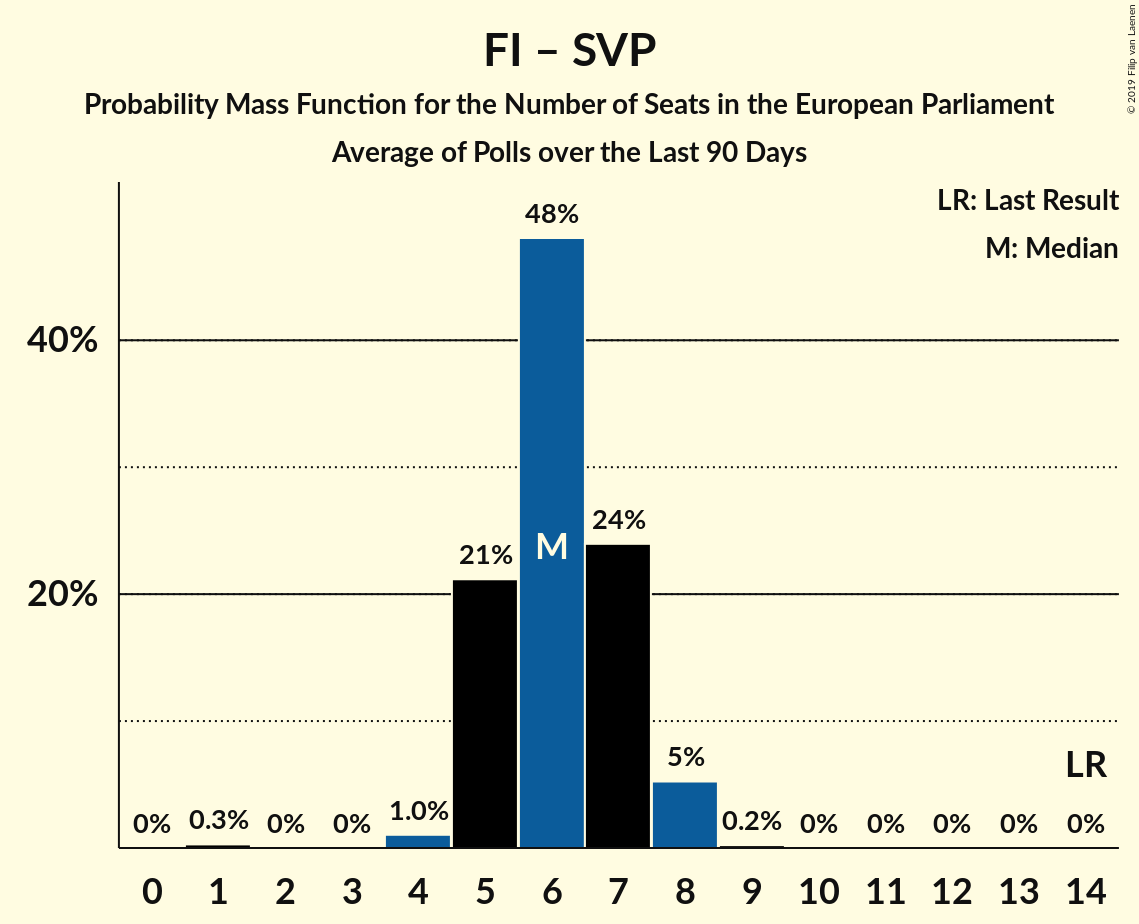 FI – SVP
Probability Mass Function for the Number of Seats in the European Parliament
Average of Polls over the Last 90 Days
© 2019 Filip van Laenen
LR: Last Result
M: Median
48%
40%
24%
21%
M
20%
5%
LR
0% 0.3% 0% 0% 1.0% 0.2% 0% 0% 0% 0% 0%
0 1 2 3 4 5 6 7 8 9 10 11 12 13 14